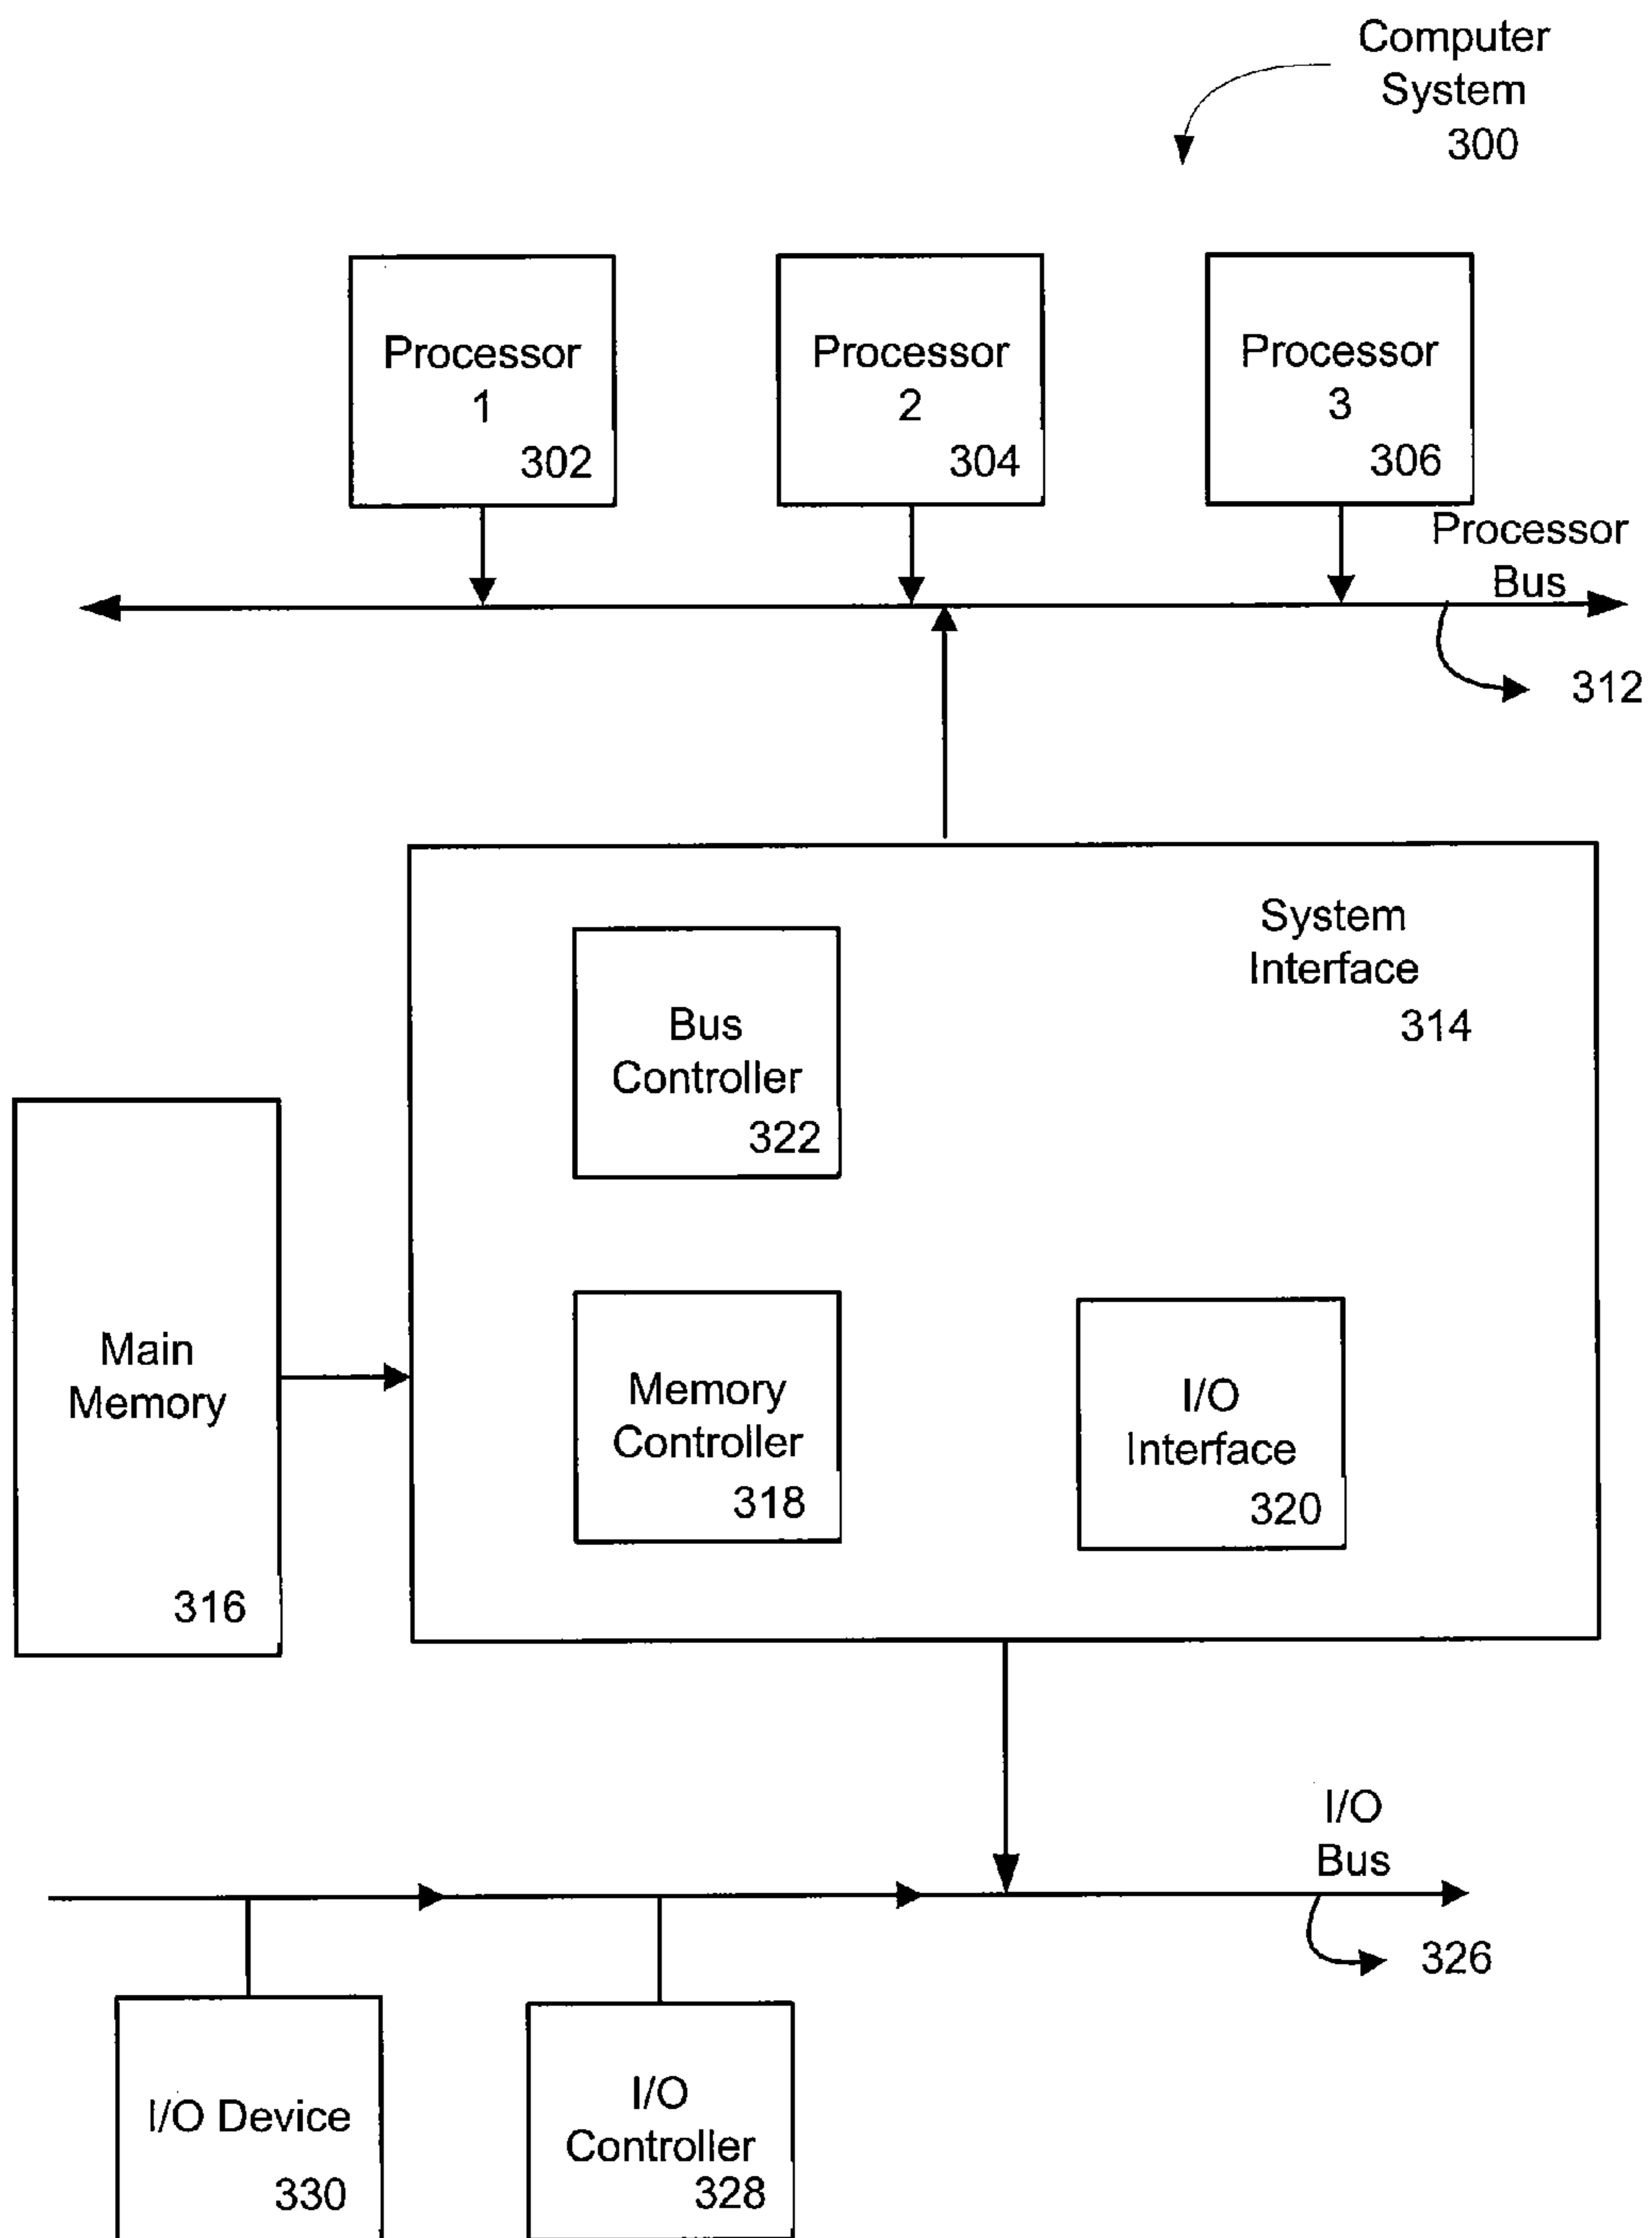 Computer
System
300
Processor
1
302
Processor
2
304
Processor
3
306
Processor
Bus
312
System
Interface
314
Bus
Controller
322
Main
Memory
316
Memory
Controller
318
I/O
Interface
320
I/O
Bus
326
I/O Device
330
I/O
Controller
328